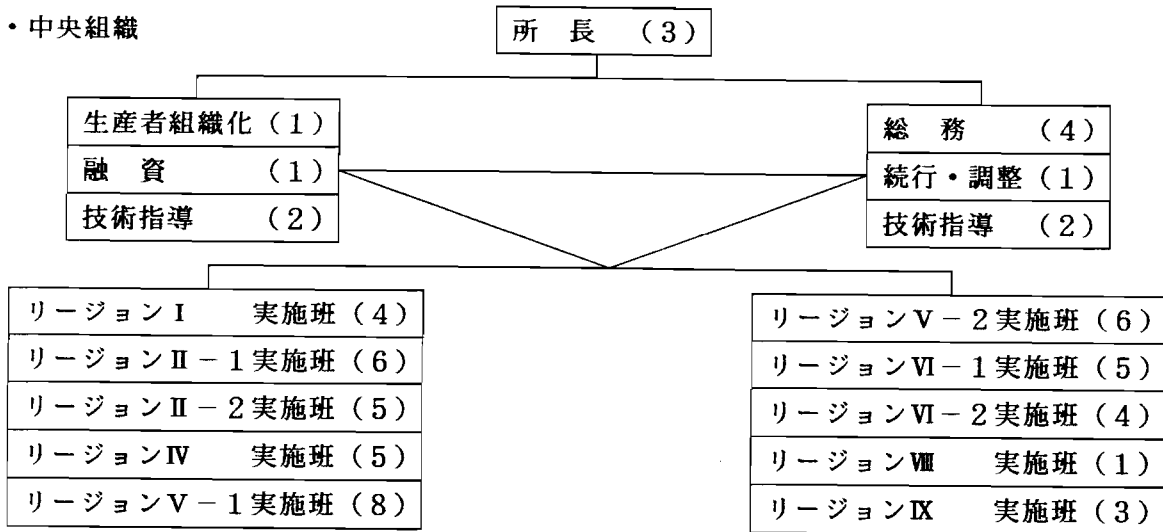 ・中央組織
所　長　（３）
生産者組織化（１）
融　資　　（１）
技術指導　（２）
総　務　　（４）
続行・調整（１）
技術指導　（２）
リージョンⅠ　　実施班（４）
リージョンⅡ－１実施班（６）
リージョンⅡ－２実施班（５）
リージョンⅣ　　実施班（５）
リージョンⅤ－１実施班（８）
リージョンⅤ－２実施班（６）
リージョンⅥ－１実施班（５）
リージョンⅥ－２実施班（４）
リージョンⅧ　　実施班（１）
リージョンⅨ　　実施班（３）